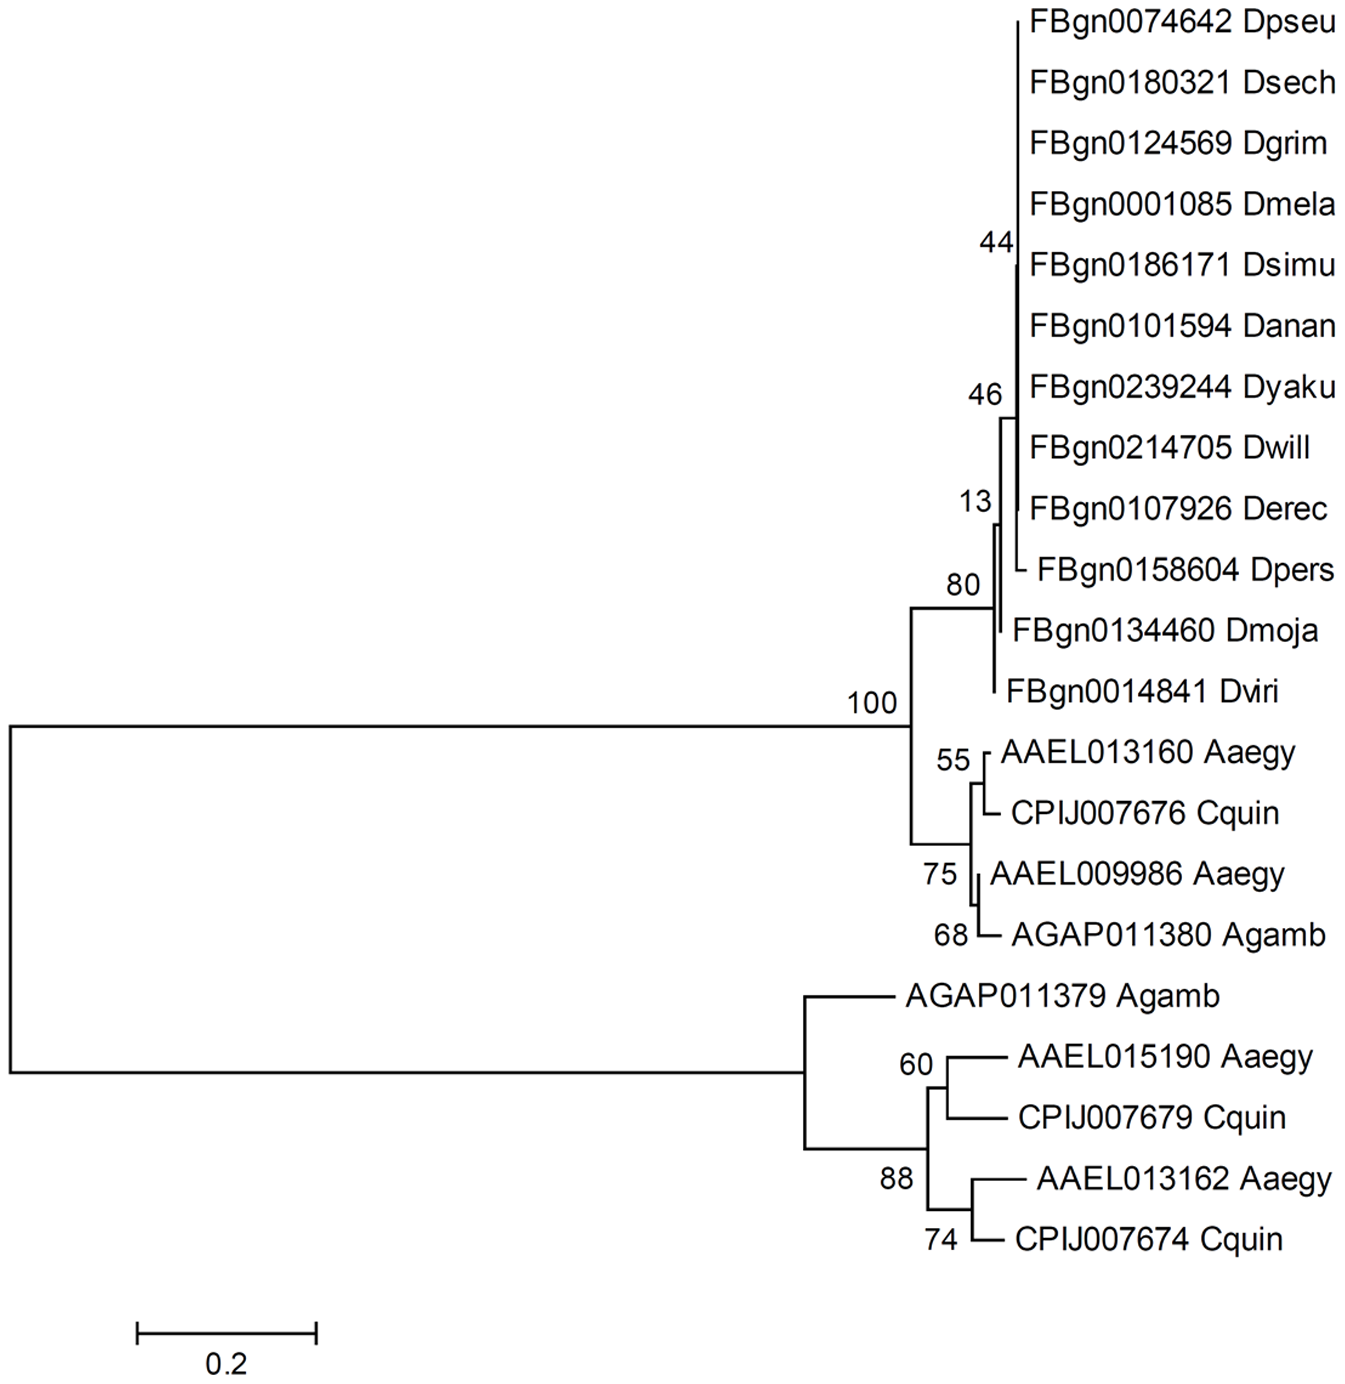 FBgn0074642 Dpseu
FBgn0180321 Dsech
FBgn0124569 Dgrim
FBgn0001085 Dmela
44
FBgn0186171 Dsimu
FBgn0101594 Danan
FBgn0239244 Dyaku
46
FBgn0214705 Dwill
FBgn0107926 Derec
13
FBgn0158604 Dpers
80
FBgn0134460 Dmoja
FBgn0014841 Dviri
100
AAEL013160 Aaegy
55
CPIJ007676 Cquin
AAEL009986 Aaegy
75
AGAP011380 Agamb
68
AGAP011379 Agamb
AAEL015190 Aaegy
60
CPIJ007679 Cquin
AAEL013162 Aaegy
88
CPIJ007674 Cquin
74
0.2